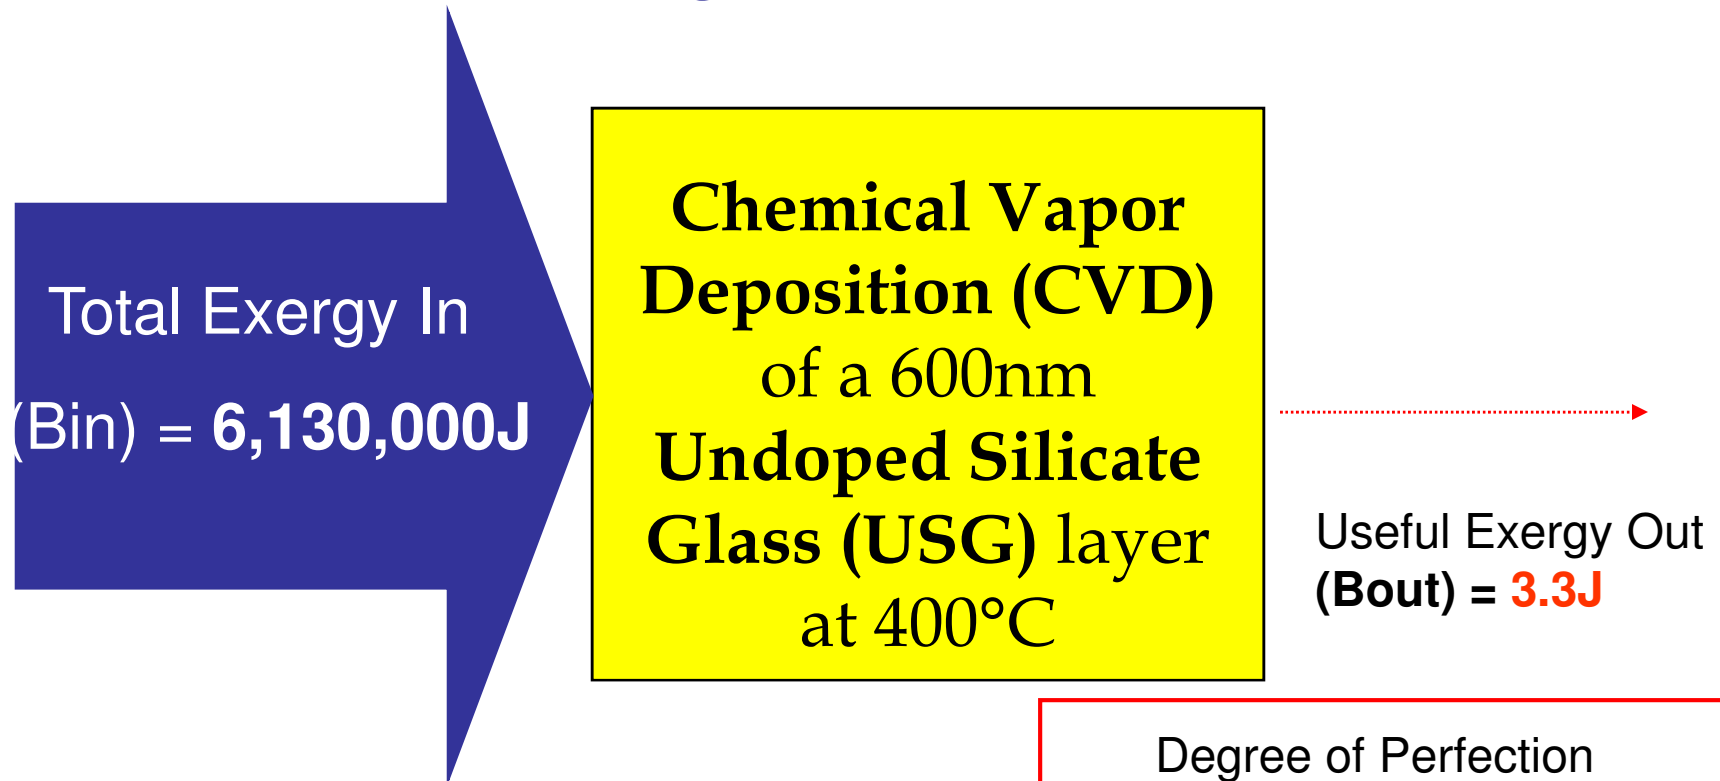 Total Exergy In
(Bin) = 6,130,000J
Chemical Vapor
Deposition (CVD)
of a 600nm
Undoped Silicate
Glass (USG) layer
at 400°C
Useful Exergy Out
(Bout) = 3.3J
Degree of Perfection